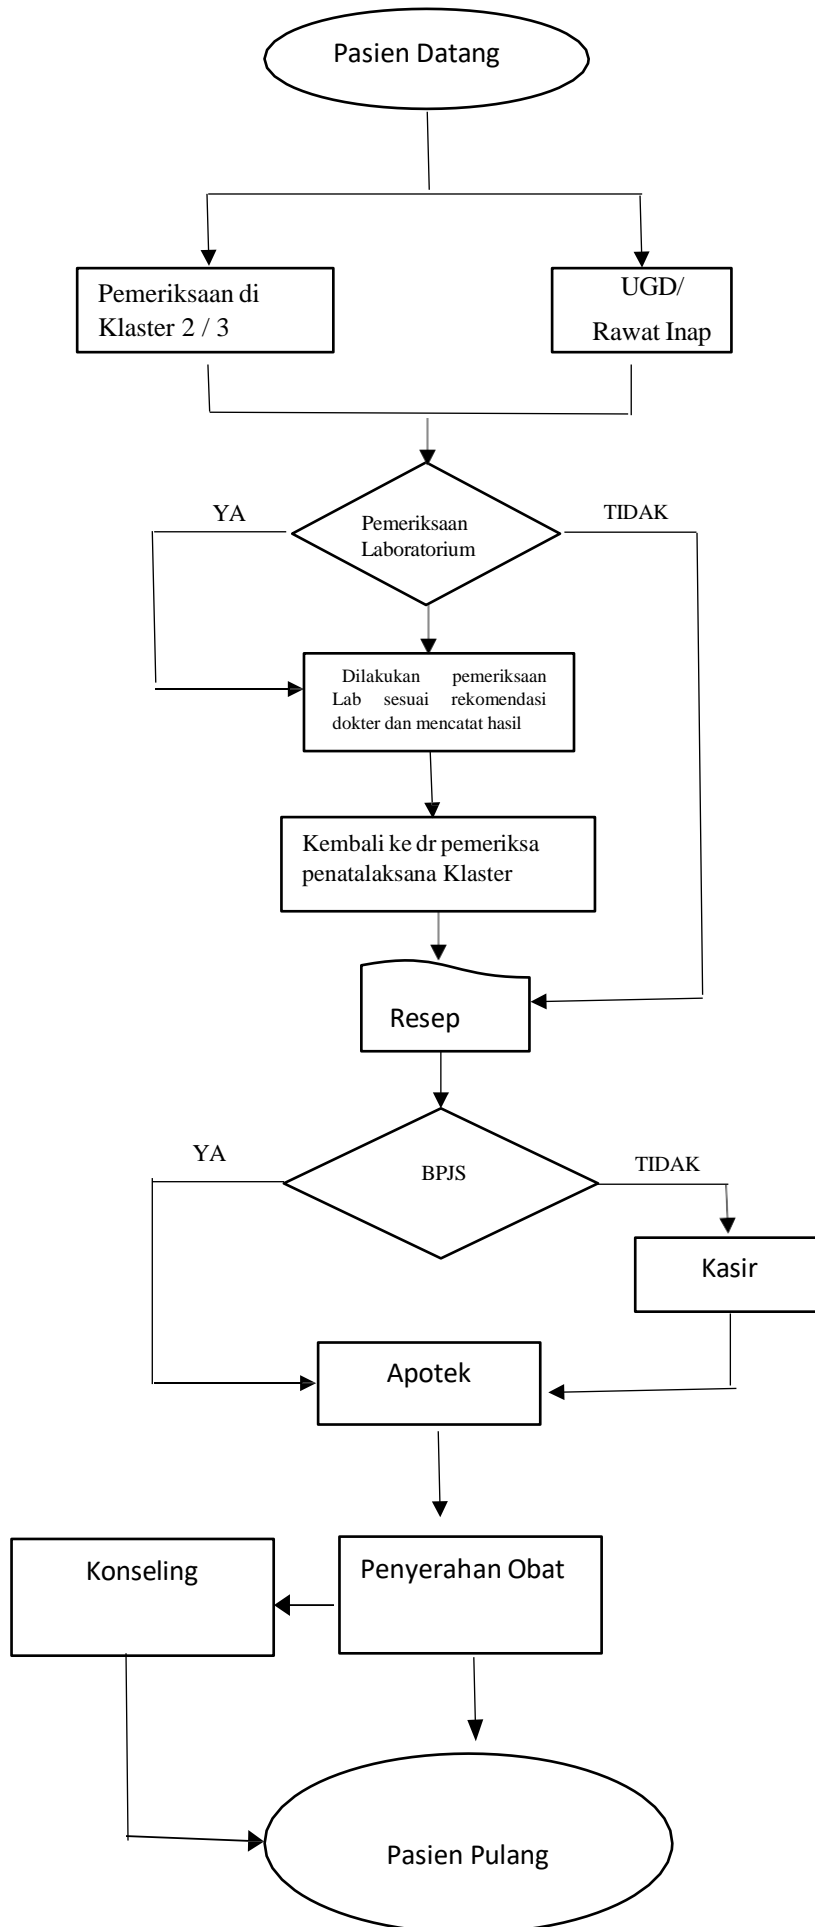 Pasien Datang
Pemeriksaan di
Klaster 2 / 3
UGD/
Rawat Inap
YA
Pemeriksaan
Laboratorium
TIDAK
Dilakukan pemeriksaan
Lab sesuai rekomendasi
dokter dan mencatat hasil
Kembali ke dr pemeriksa
penatalaksana Klaster
Resep
YA
BPJS
TIDAK
Kasir
Apotek
Konseling
Penyerahan Obat
Pasien Pulang